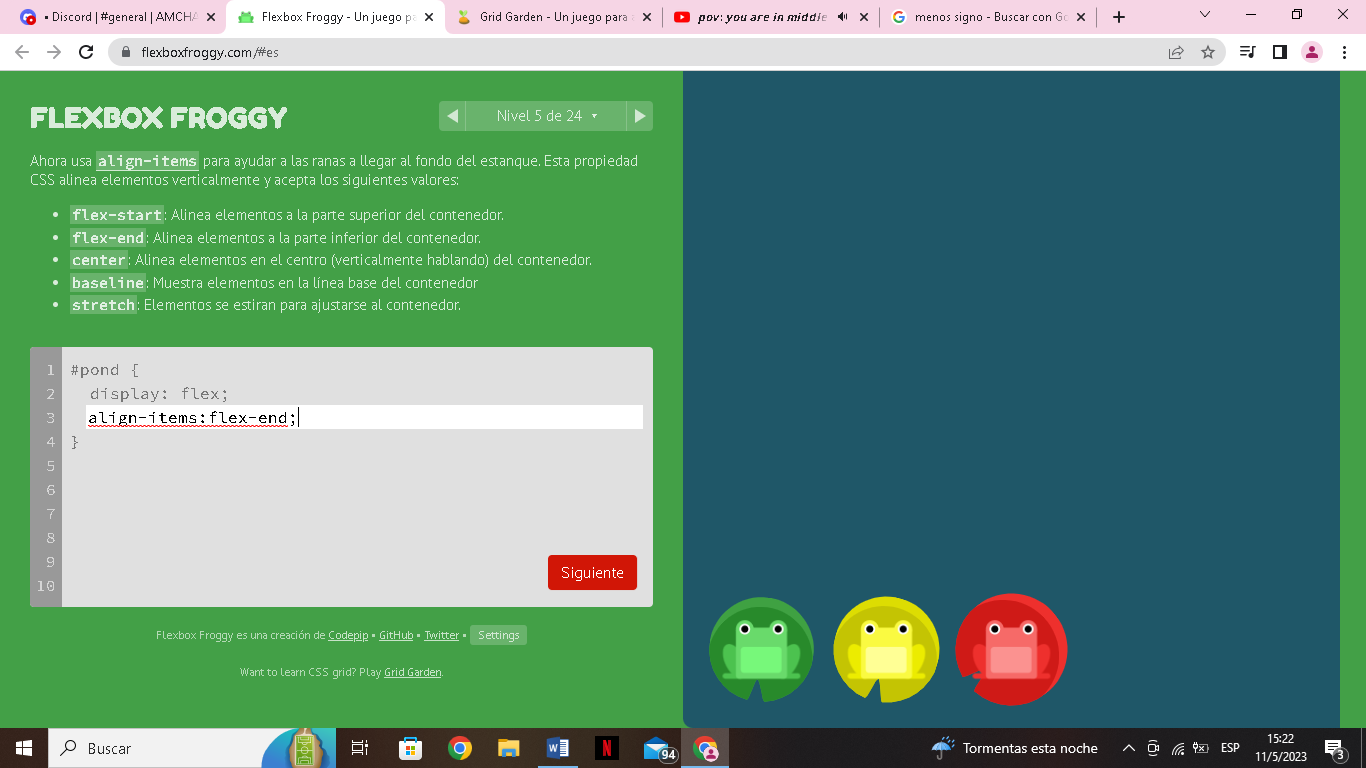 • Discord | #general | AMCHA
Flexbox Froggy - Un juego pa
Grid Garden - Un juego para
pov: you are in middle
menos signo - Buscar con Go
flexboxfroggy.com/#es
FLEXBOX FROGGY
Nivel 5 de 24
Ahora usa align-items para ayudar a las ranas a llegar al fondo del estanque. Esta propiedad
CSS alinea elementos verticalmente y acepta los siguientes valores:
• flex-start: Alinea elementos a la parte superior del contenedor.
• flex-end: Alinea elementos a la parte inferior del contenedor.
• center: Alinea elementos en el centro (verticalmente hablando) del contenedor.
• baseline: Muestra elementos en la línea base del contenedor
• stretch: Elementos se estiran para ajustarse al contenedor.
1 #pond {
2 display: flex;
3 align-items:flex-end;
4 }
5
6
7
8
9
10
Siguiente
Flexbox Froggy es una creación de Codepip • GitHub • Twitter • Settings
Want to learn CSS grid? Play Grid Garden.
Buscar
W
N
94
Tormentas esta noche
ESP
15:22
11/5/2023
3